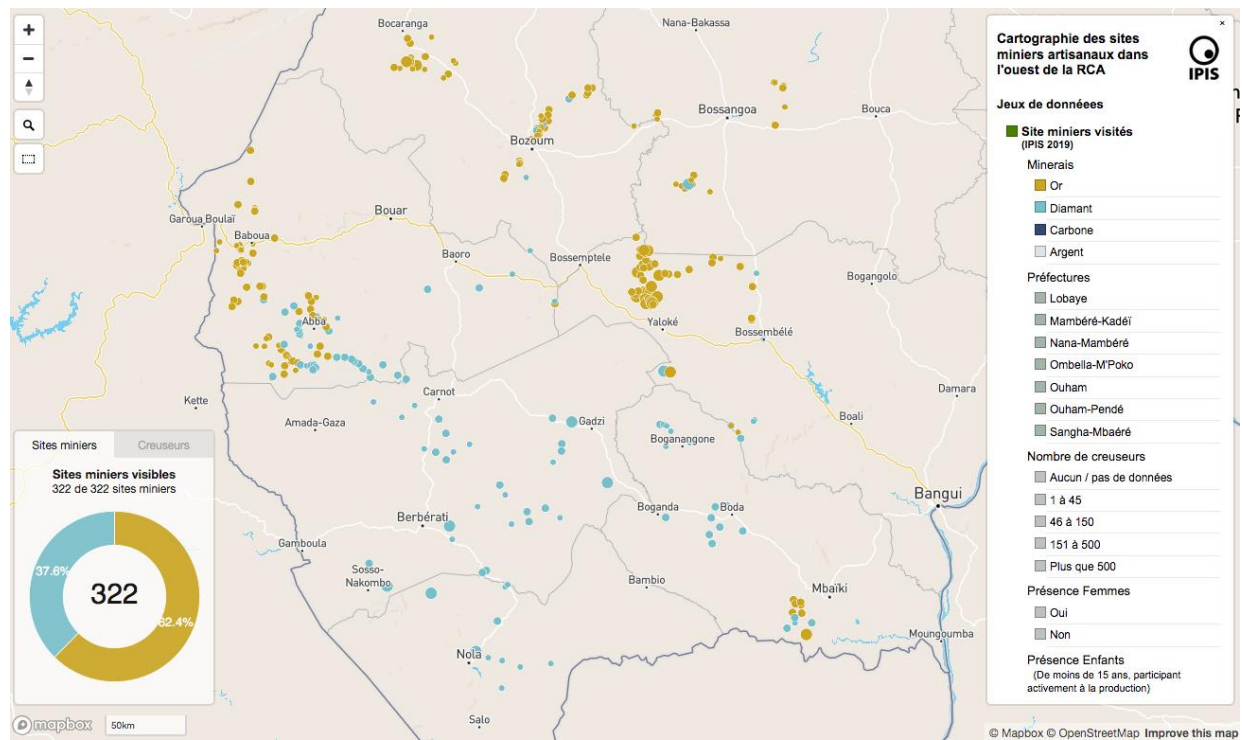 Bocaranga
Nana-Bakassa
Bossangoa
Bouca
Bozoum
Garoua Boulaï
Bouar
Baboua
Baoro
Bossemptele
Bogangolo
Abba
Yaloké
Bossembélé
Kette
Carnot
Damara
Amada-Gaza
Gadzi
Boali
Boganangone
Bangui
Berbérati
Boganda
Boda
Gamboula
Sosso-
Nakombo
Bambio
Mbaïki
Moungoumba
Nola
Salo
Sites miniers
Creuseurs
Sites miniers visibles
322 de 322 sites miniers
37.6%
322
62.4%
mapbox
50km
×
Cartographie des sites
miniers artisanaux dans
l'ouest de la RCA
IPIS
Jeux de donnéees
Site miniers visités
(IPIS 2019)
Minerais
Or
Diamant
Carbone
Argent
Préfectures
Lobaye
Mambéré-Kadéï
Nana-Mambéré
Ombella-M'Poko
Ouham
Ouham-Pendé
Sangha-Mbaéré
Nombre de creuseurs
Aucun / pas de données
1 à 45
46 à 150
151 à 500
Plus que 500
Présence Femmes
Oui
Non
Présence Enfants
(De moins de 15 ans, participant
activement à la production)
© Mapbox © OpenStreetMap Improve this map